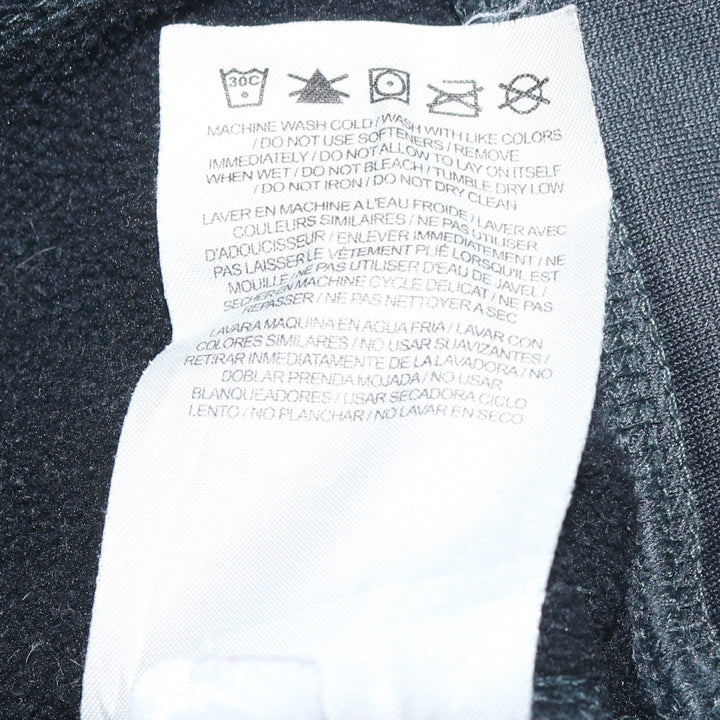 30C
MACHINE WASH COLD / WASH WITH LIKE COLORS
/ DO NOT USE SOFTENERS / REMOVE
IMMEDIATELY / DO NOT ALLOW TO LAY ON ITSELF
WHEN WET / DO NOT BLEACH / TUMBLE DRY LOW
/ DO NOT IRON / DO NOT DRY CLEAN
LAVER EN MACHINE A L'EAU FROIDE / LAVER AVEC
COULEURS SIMILAIRES / NE PAS UTILISER
D'ADOUCISSEUR / ENLEVER IMMEDIATEMENT / NE
PAS LAISSER LE VÉTEMENT PLIÉ LORSQU'IL EST
MOUILLE / NE PAS UTILISER D'EAU DE JAVEL /
SECHER EN MACHINE CYCLE DELICAT / NE PAS
REPASSER / NE PAS NETTOYER A SEC
LAVAR A MAQUINA EN AGUA FRIA / LAVAR CON
COLORES SIMILARES / NO USAR SUAVIZANTES /
RETIRAR INMEDIATAMENTE DE LA LAVADORA / NO
DOBLAR PRENDA MOJADA / NO USAR
BLANQUEADORES / USAR SECADORA CICLO
LENTO / NO PLANCHAR / NO LAVAR EN SECO